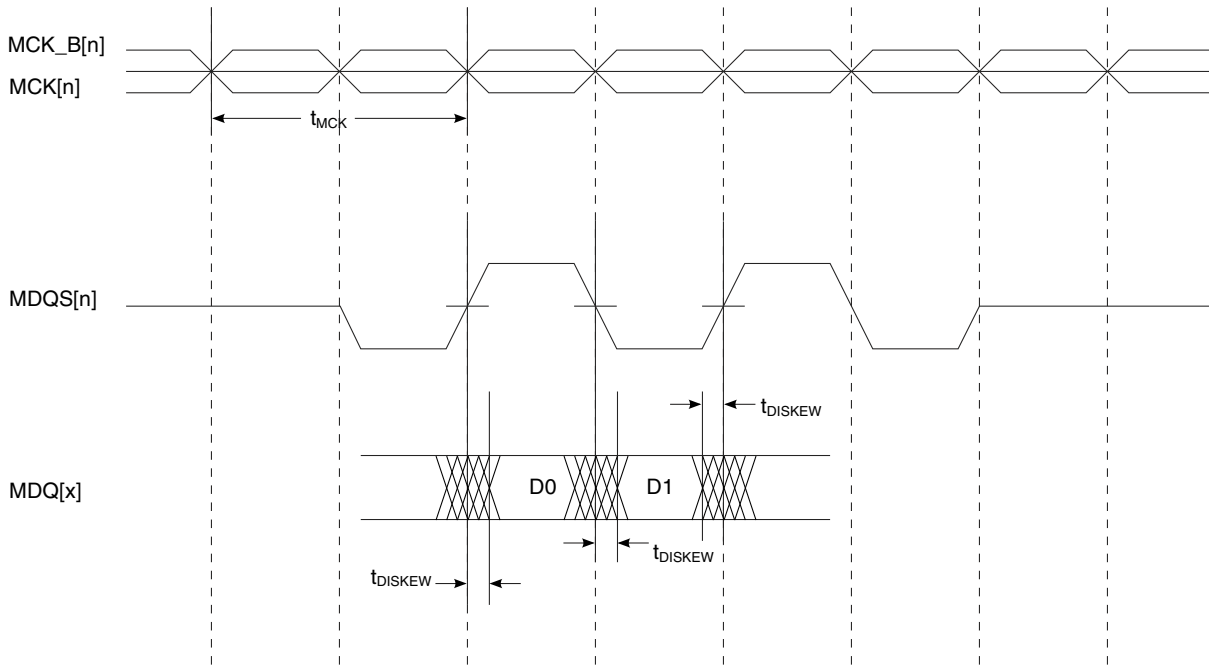 MCK_B[n]
MCK[n]
tMCK
MDQS[n]
tDISKEW
MDQ[x]
D0
D1
tDISKEW
tDISKEW